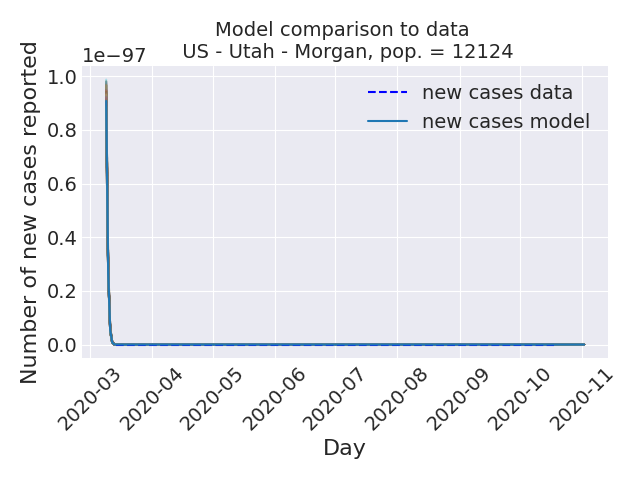 Model comparison to data
US - Utah - Morgan, pop. = 12124
1e−97
new cases data
new cases model
Number of new cases reported
1.0
0.8
0.6
0.4
0.2
0.0
2020-03
2020-04
2020-05
2020-06
2020-07
2020-08
2020-09
2020-10
2020-11
Day